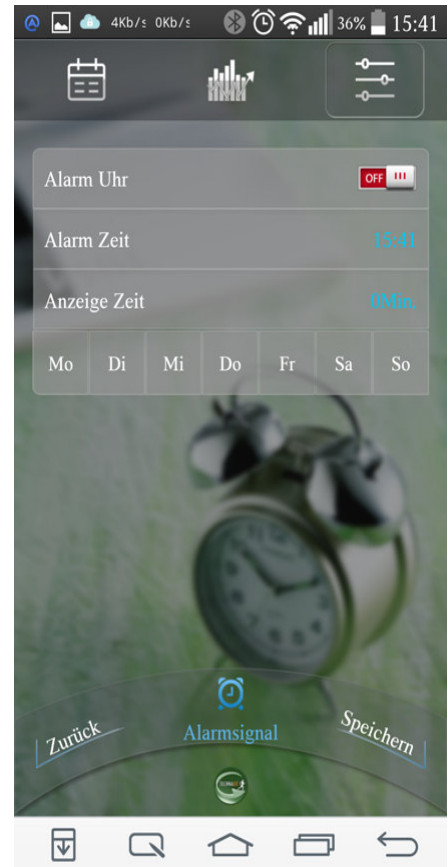 4Kb/s 0Kb/s 36% 15:41
Alarm Uhr OFF
Alarm Zeit 15:41
Anzeige Zeit 0Min.
Mo Di Mi Do Fr Sa So
Alarmsignal
Zurück Speichern